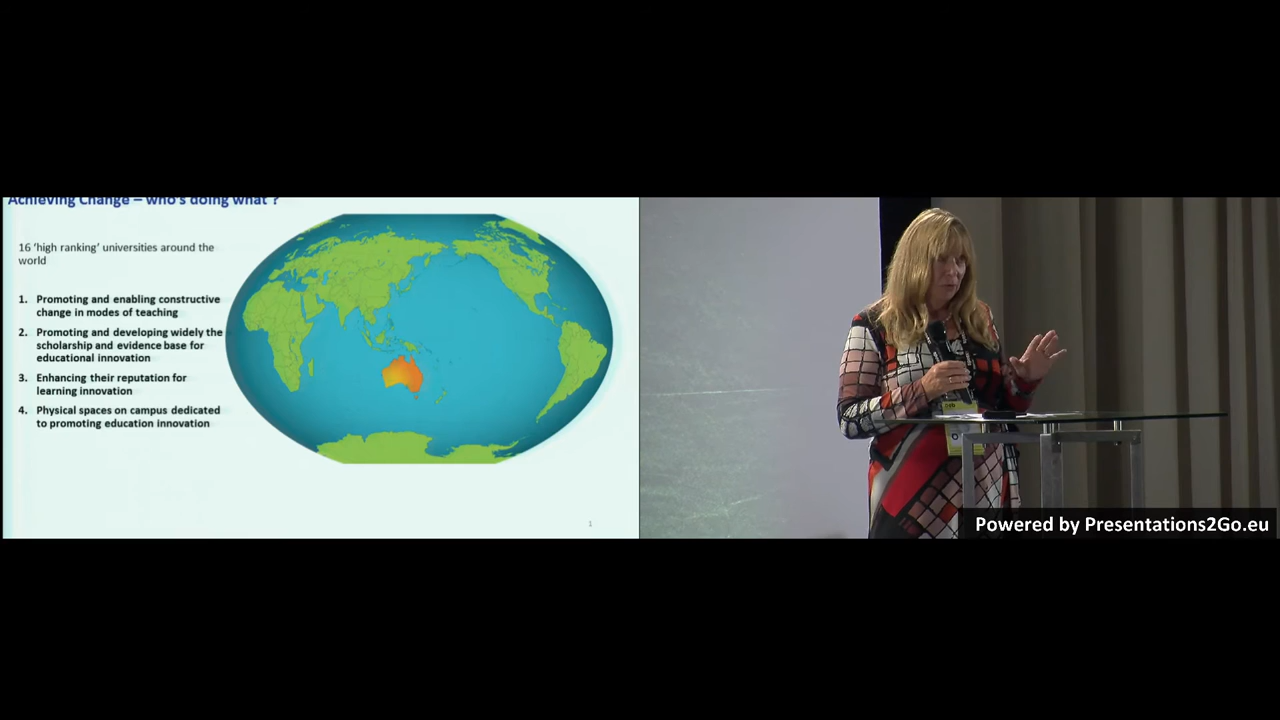 Achieving Change – who's doing what ?
16 'high ranking' universities around the
world
1. Promoting and enabling constructive
change in modes of teaching
2. Promoting and developing widely the
scholarship and evidence base for
educational innovation
3. Enhancing their reputation for
learning innovation
4. Physical spaces on campus dedicated
to promoting education innovation
1
Powered by Presentations2Go.eu